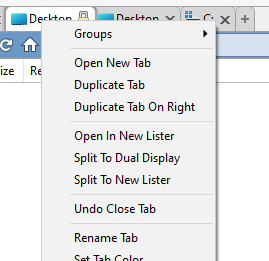 Desktop Desktop
Groups
ize Re
Open New Tab
Duplicate Tab
Duplicate Tab On Right
Open In New Lister
Split To Dual Display
Split To New Lister
Undo Close Tab
Rename Tab
Set Tab Color